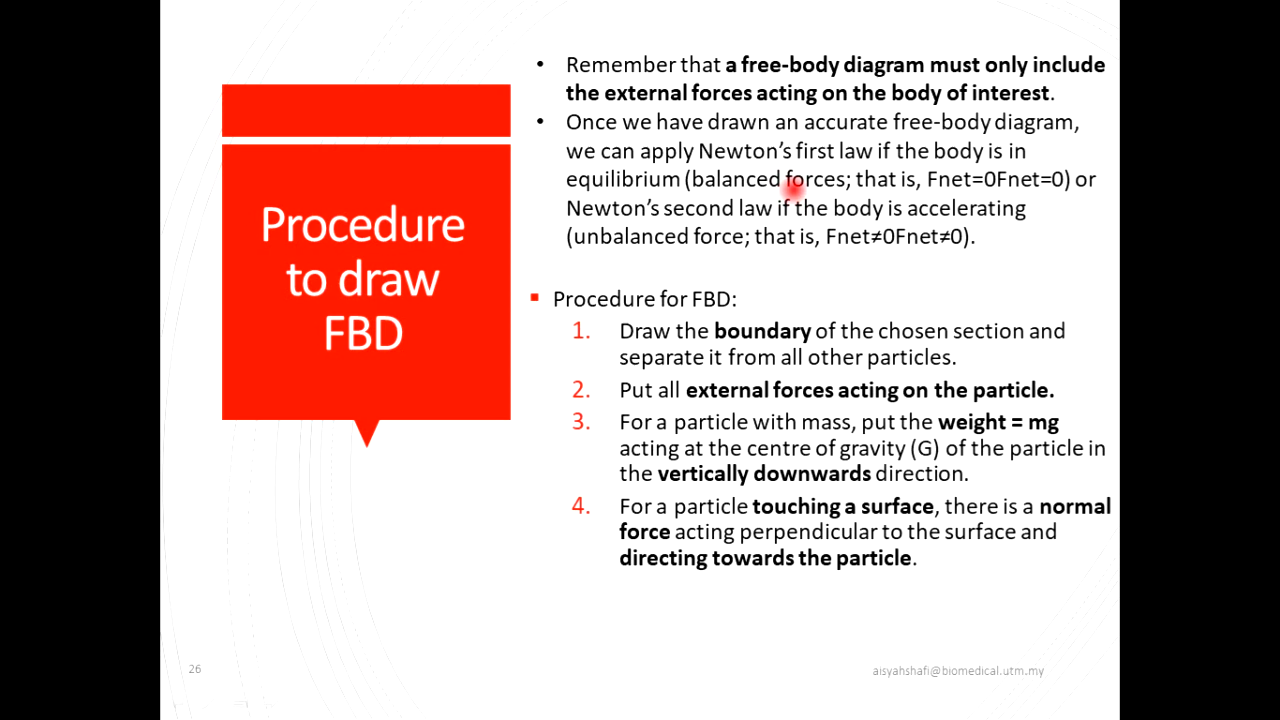 Procedure
to draw
FBD
• Remember that a free-body diagram must only include
the external forces acting on the body of interest.
• Once we have drawn an accurate free-body diagram,
we can apply Newton's first law if the body is in
equilibrium (balanced forces; that is, Fnet=0Fnet=0) or
Newton's second law if the body is accelerating
(unbalanced force; that is, Fnet≠0Fnet≠0).
▪ Procedure for FBD:
1. Draw the boundary of the chosen section and
separate it from all other particles.
2. Put all external forces acting on the particle.
3. For a particle with mass, put the weight = mg
acting at the centre of gravity (G) of the particle in
the vertically downwards direction.
4. For a particle touching a surface, there is a normal
force acting perpendicular to the surface and
directing towards the particle.
26
aisyahshafi@biomedical.utm.my